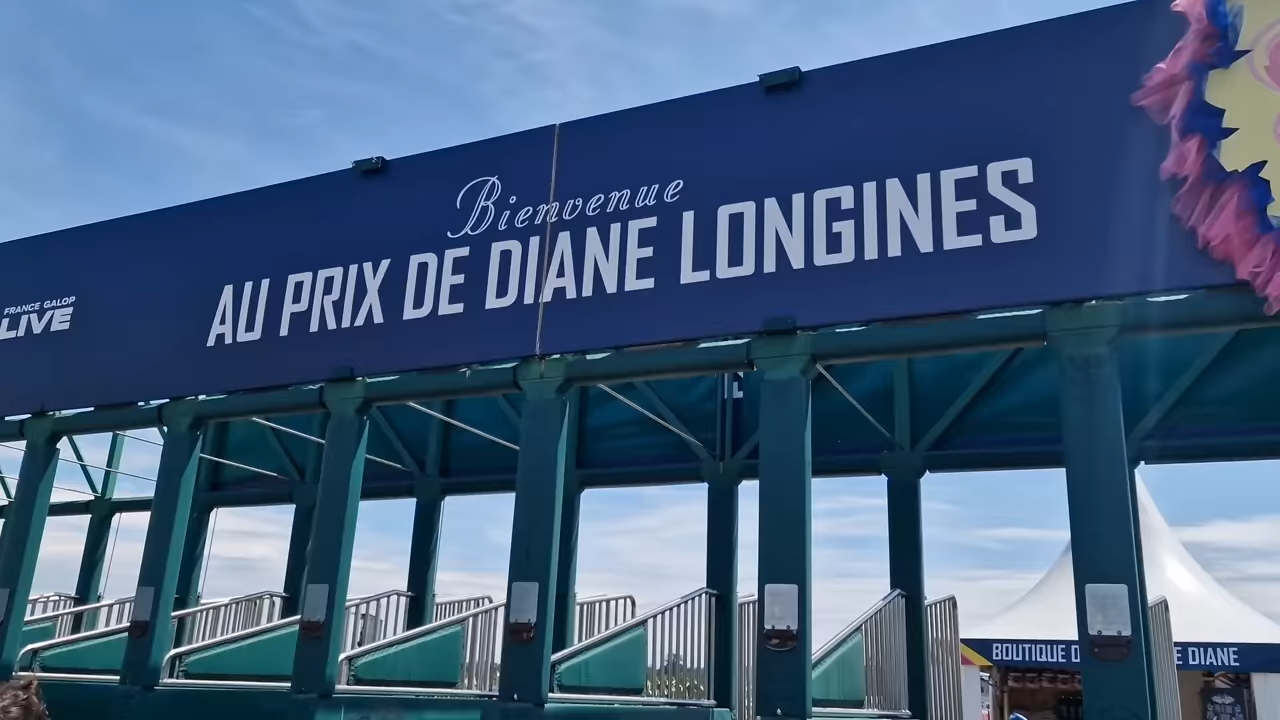 Bienvenue
AU PRIX DE DIANE LONGINES
FRANCE GALOP
LIVE
BOUTIQUE D
E DIANE